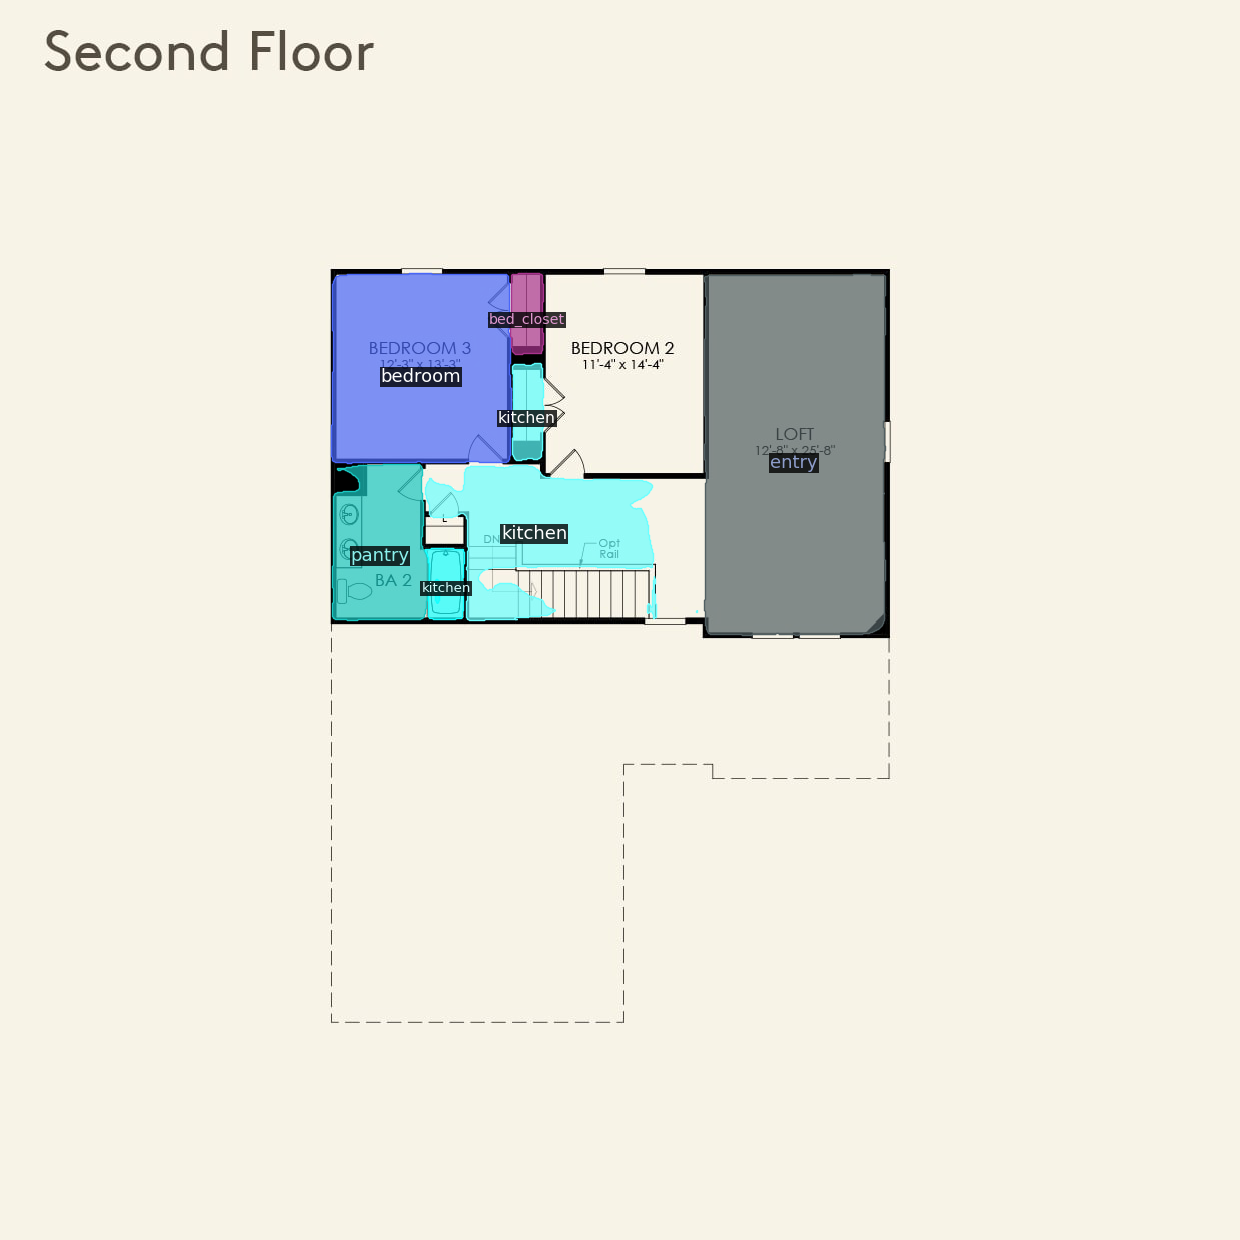 Second Floor
bed_closet
BEDROOM 3
12'-3" x 13'-3"
bedroom
BEDROOM 2
11'-4" x 14'-4"
kitchen
LOFT
12'-8" x 25'-8"
entry
L
kitchen
DN
Opt
Rail
pantry
BA 2
kitchen